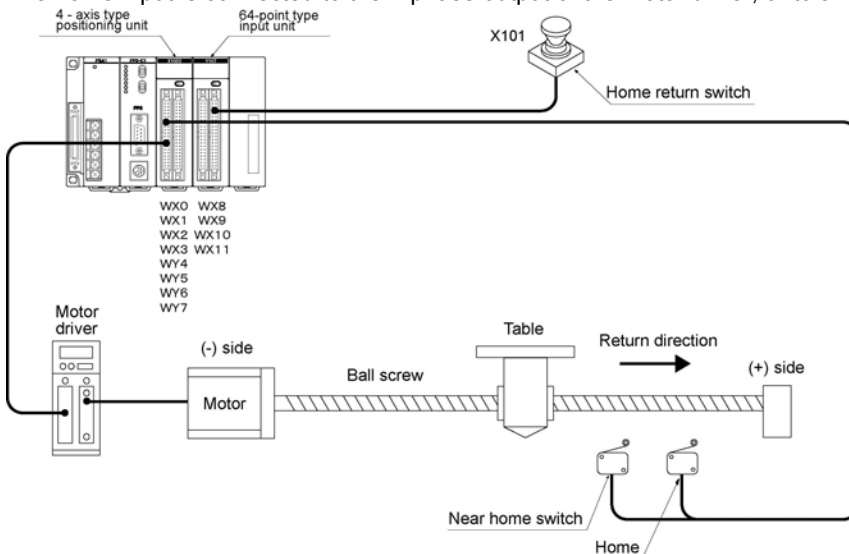 4 - axis type
positioning unit
64-point type
input unit
X101
Home return switch
WX0 WX8
WX1 WX9
WX2 WX10
WX3 WX11
WY4
WY5
WY6
WY7
Motor
driver
(-) side
Motor
Ball screw
Table
Return direction
(+) side
Near home switch
Home